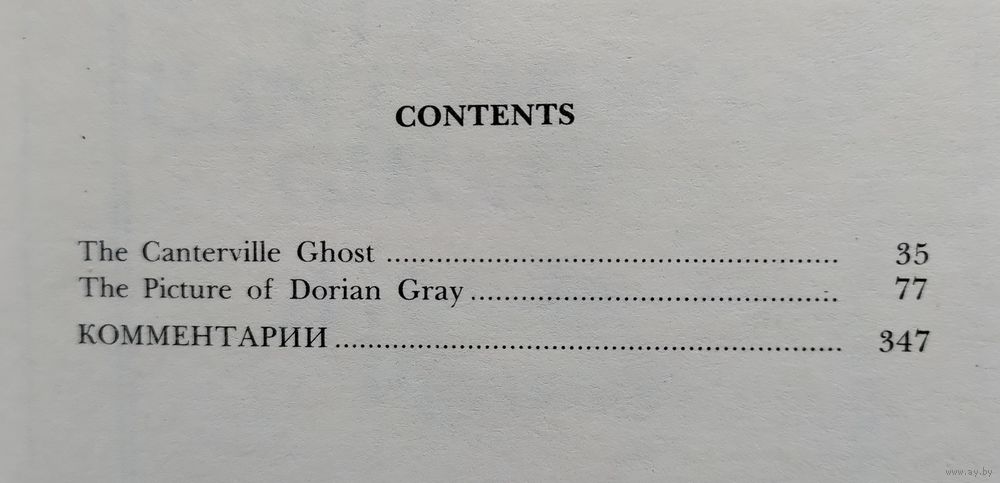 CONTENTS
The Canterville Ghost ........................................................ 35
The Picture of Dorian Gray ............................................. 77
КОММЕНТАРИИ ............................................................... 347
www.ay.by